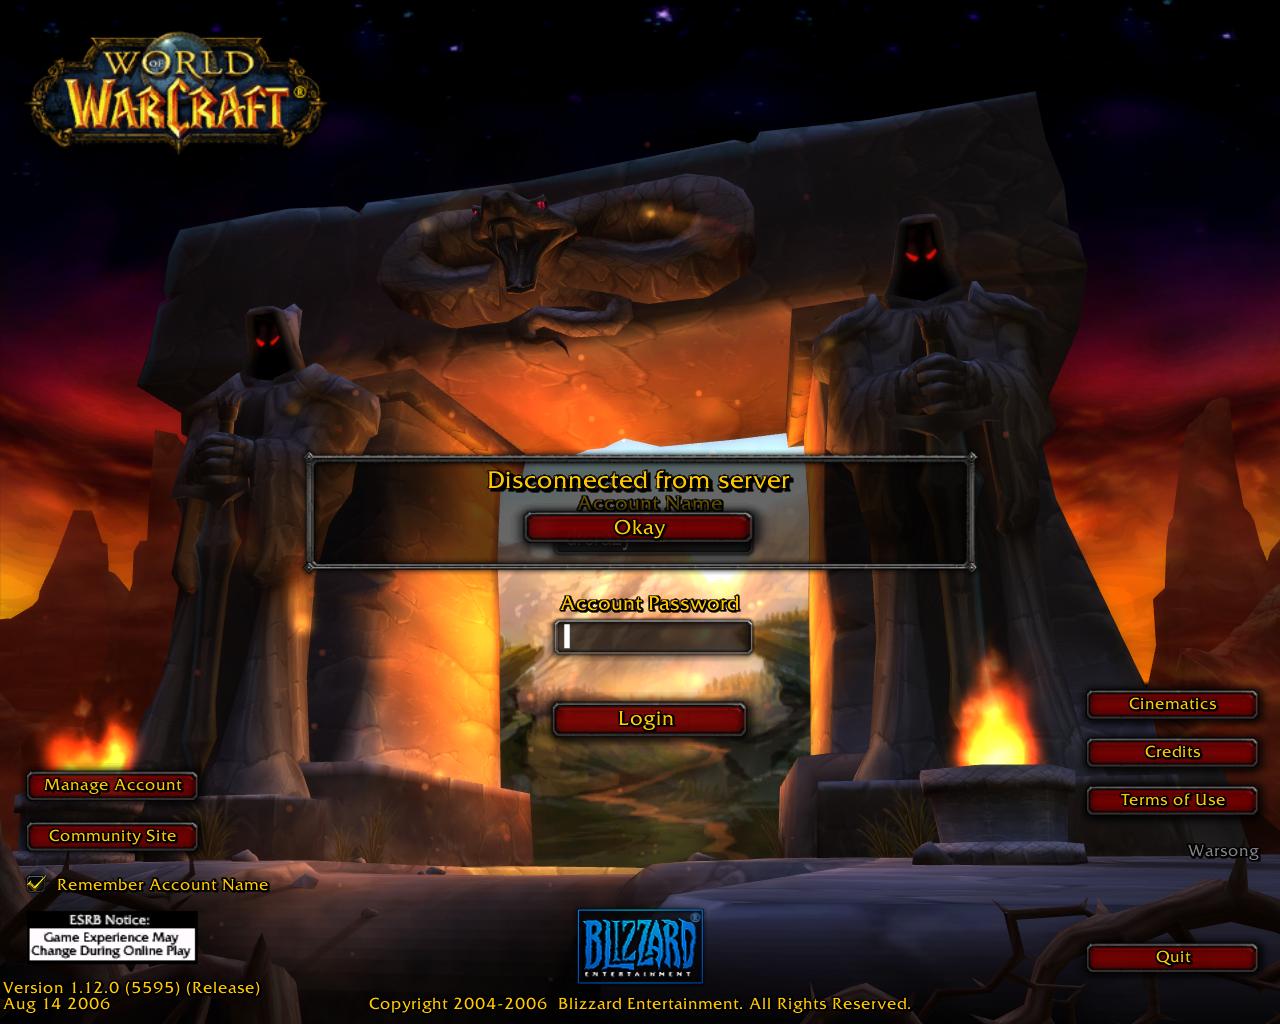 WORLD OF WARCRAFT®
Disconnected from server
Account Name
Okay
Account Password
Login
Cinematics
Credits
Terms of Use
Warsong
Manage Account
Community Site
Remember Account Name
ESRB Notice:
Game Experience May
Change During Online Play
BLIZZARD®
ENTERTAINMENT
Quit
Version 1.12.0 (5595) (Release)
Aug 14 2006
Copyright 2004-2006 Blizzard Entertainment. All Rights Reserved.